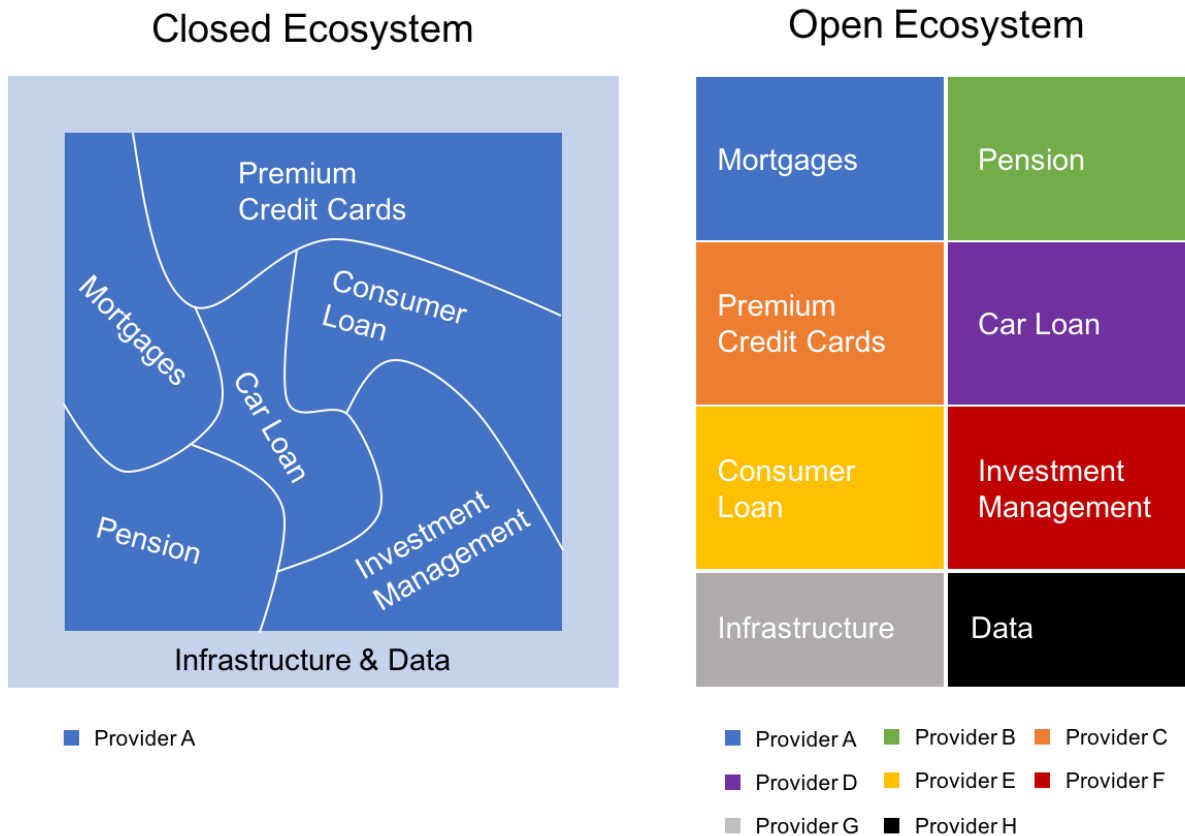 Closed Ecosystem
Premium
Credit Cards
Mortgages
Consumer
Loan
Car Loan
Pension
Investment
Management
Infrastructure & Data
Provider A
Open Ecosystem
Mortgages
Pension
Premium
Credit Cards
Car Loan
Consumer
Loan
Investment
Management
Infrastructure
Data
Provider A
Provider B
Provider C
Provider D
Provider E
Provider F
Provider G
Provider H